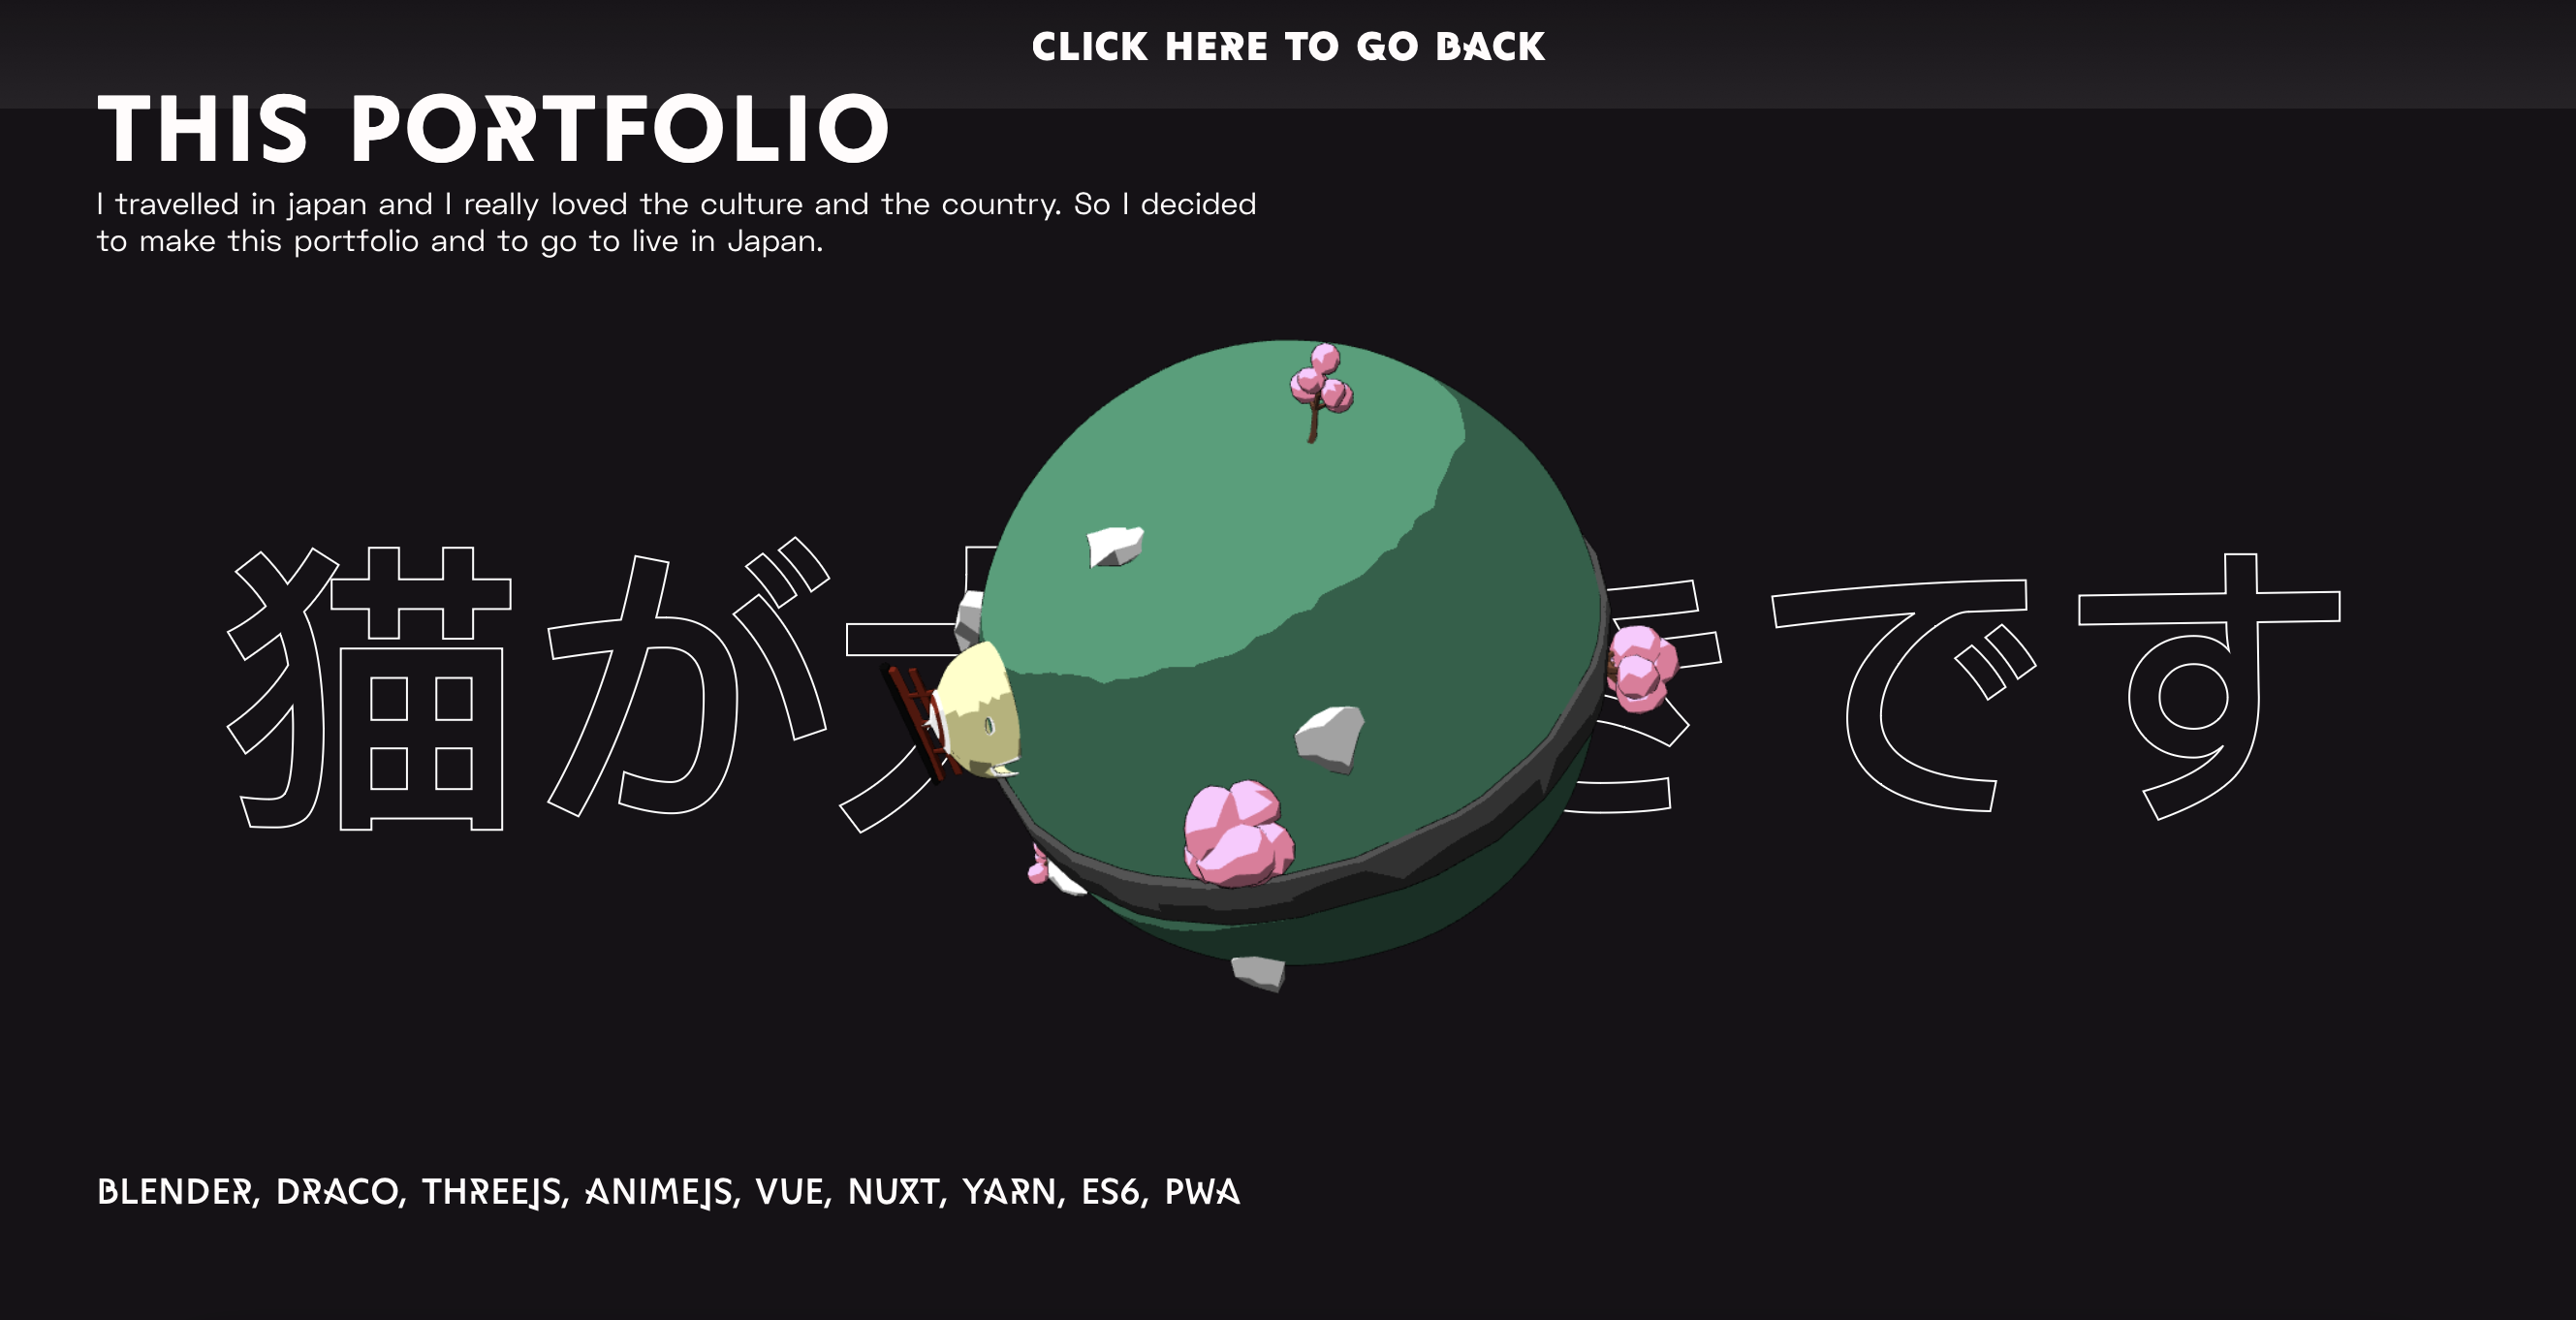 CLICK HERE TO GO BACK
THIS PORTFOLIO
I travelled in japan and I really loved the culture and the country. So I decided
to make this portfolio and to go to live in Japan.
猫が大きです
BLENDER, DRACO, THREEJS, ANIMEJS, VUE, NUXT, YARN, ES6, PWA